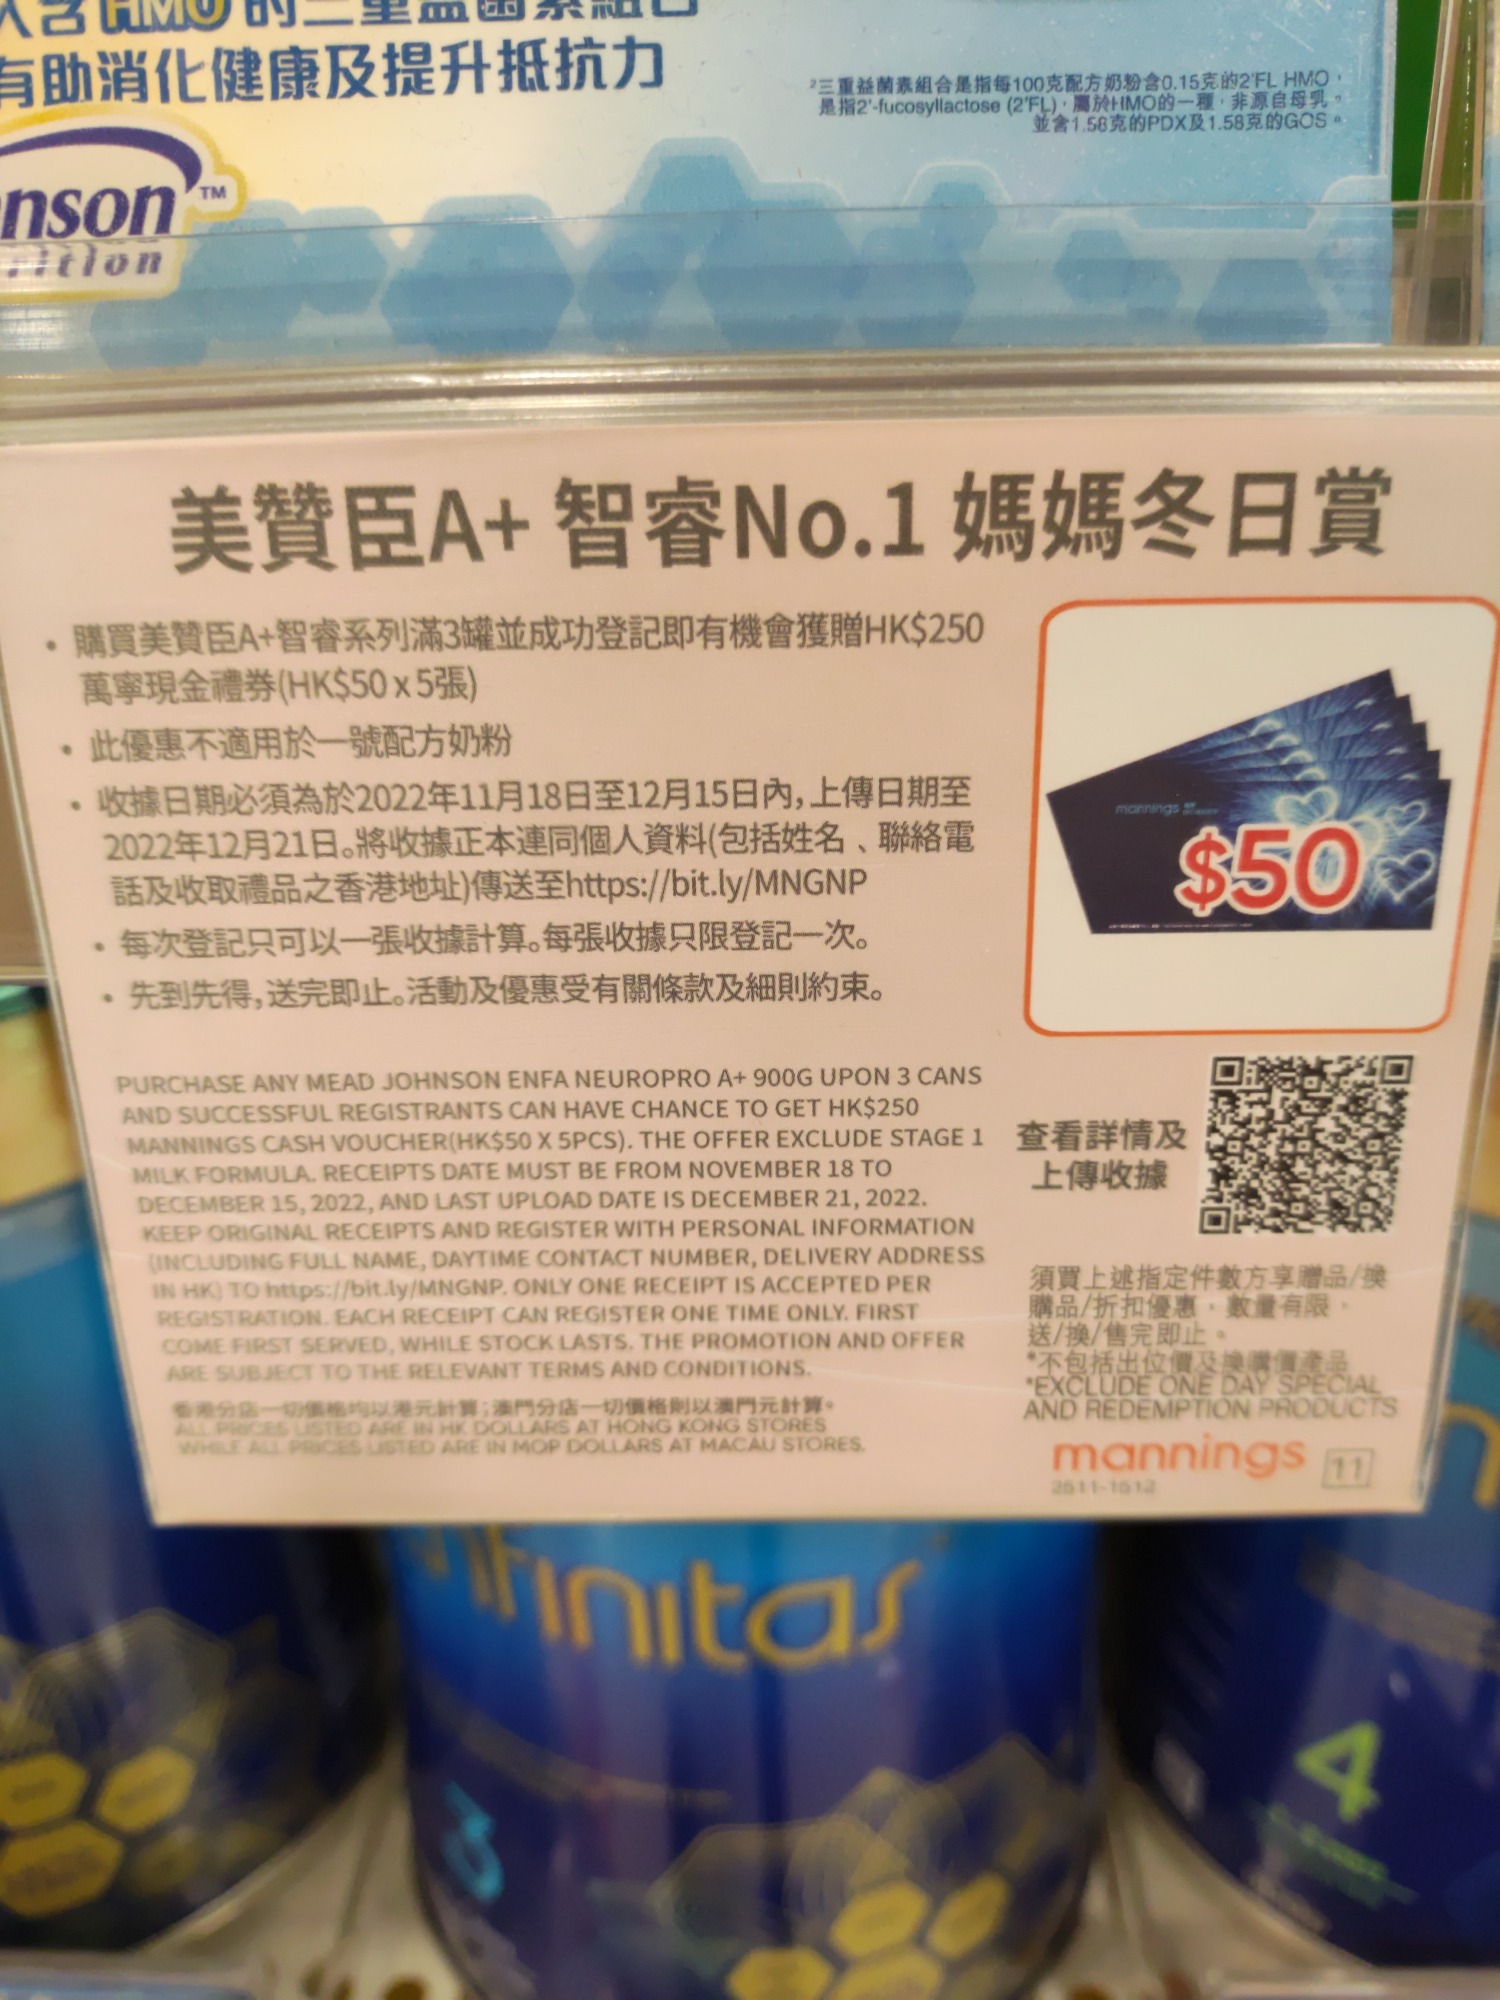 含HMO的三重益菌素組合
有助消化健康及提升抵抗力
²三重益菌素組合是指每100克配方奶粉含0.15克的2'FL HMO，
是指2'-fucosyllactose (2'FL)，屬於HMO的一種，非源自母乳。
並含1.58克的PDX及1.58克的GOS。
nson™
rition
美贊臣A+ 智睿No.1 媽媽冬日賞
• 購買美贊臣A+智睿系列滿3罐並成功登記即有機會獲贈HK$250
萬寧現金禮券(HK$50 x 5張)
• 此優惠不適用於一號配方奶粉
• 收據日期必須為於2022年11月18日至12月15日內,上傳日期至
2022年12月21日。將收據正本連同個人資料(包括姓名、聯絡電
話及收取禮品之香港地址)傳送至https://bit.ly/MNGNP
• 每次登記只可以一張收據計算。每張收據只限登記一次。
• 先到先得,送完即止。活動及優惠受有關條款及細則約束。
mannings
$50
PURCHASE ANY MEAD JOHNSON ENFA NEUROPRO A+ 900G UPON 3 CANS
AND SUCCESSFUL REGISTRANTS CAN HAVE CHANCE TO GET HK$250
MANNINGS CASH VOUCHER(HK$50 X 5PCS). THE OFFER EXCLUDE STAGE 1
MILK FORMULA. RECEIPTS DATE MUST BE FROM NOVEMBER 18 TO
DECEMBER 15, 2022, AND LAST UPLOAD DATE IS DECEMBER 21, 2022.
KEEP ORIGINAL RECEIPTS AND REGISTER WITH PERSONAL INFORMATION
(INCLUDING FULL NAME, DAYTIME CONTACT NUMBER, DELIVERY ADDRESS
IN HK) TO https://bit.ly/MNGNP. ONLY ONE RECEIPT IS ACCEPTED PER
REGISTRATION. EACH RECEIPT CAN REGISTER ONE TIME ONLY. FIRST
COME FIRST SERVED, WHILE STOCK LASTS. THE PROMOTION AND OFFER
ARE SUBJECT TO THE RELEVANT TERMS AND CONDITIONS.
香港分店一切價格均以港元計算;澳門分店一切價格則以澳門元計算。
ALL PRICES LISTED ARE IN HK DOLLARS AT HONG KONG STORES
WHILE ALL PRICES LISTED ARE IN MOP DOLLARS AT MACAU STORES.
查看詳情及
上傳收據
須買上述指定件數方享贈品/換
購品/折扣優惠，數量有限，
送/換/售完即止。
*不包括出位價及換購價產品
*EXCLUDE ONE DAY SPECIAL
AND REDEMPTION PRODUCTS
mannings 11
2511-1512
nfinitas
3
4